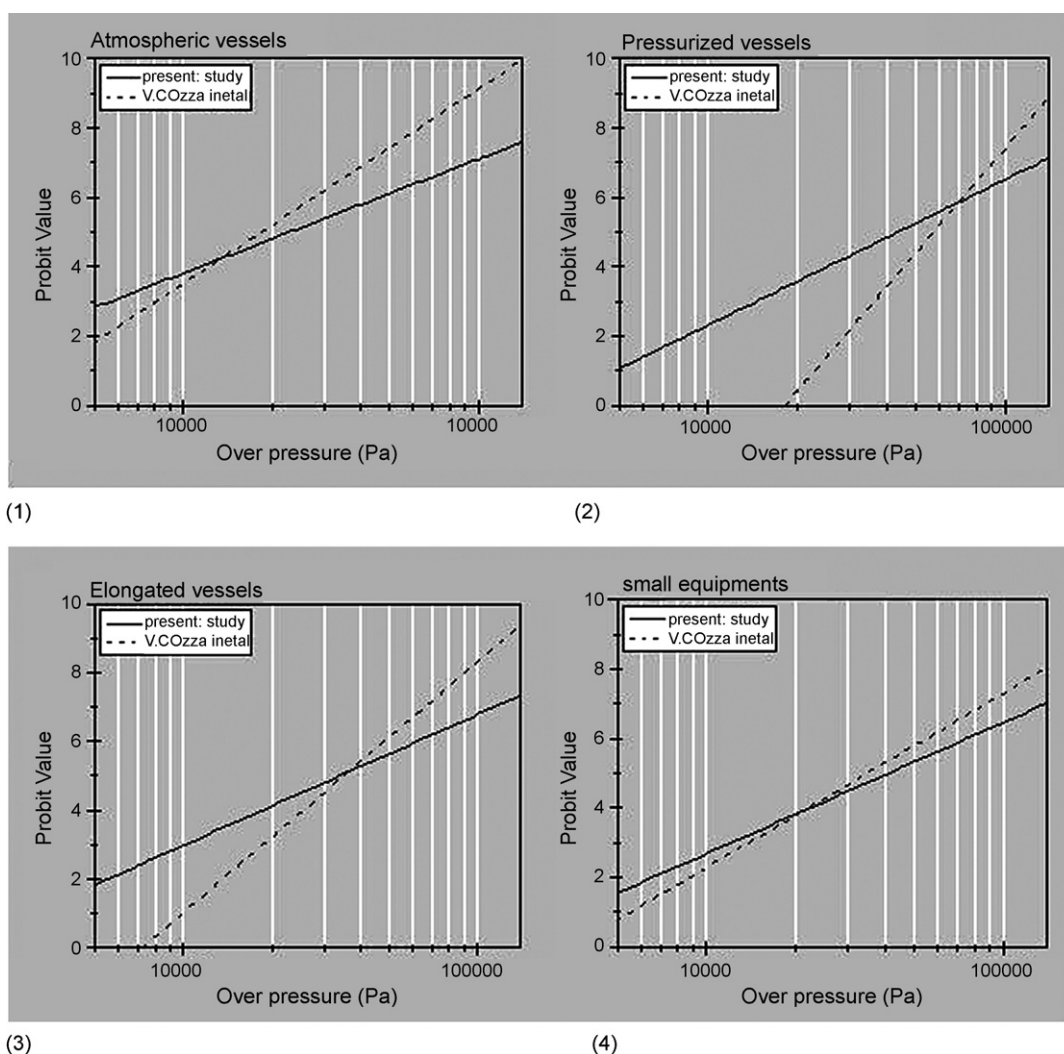 Atmospheric vessels
10
present: study
V.COzza inetal
8
6
4
2
0
Probit Value
10000
10000
Over pressure (Pa)
(1)
Pressurized vessels
10
present: study
V.COzza inetal
8
6
4
2
0
Probit Value
10000
100000
Over pressure (Pa)
(2)
Elongated vessels
10
present: study
V.COzza inetal
8
6
4
2
0
Probit Value
10000
100000
Over pressure (Pa)
(3)
small equipments
10
present: study
V.COzza inetal
8
6
4
2
0
Probit Value
10000
100000
Over pressure (Pa)
(4)